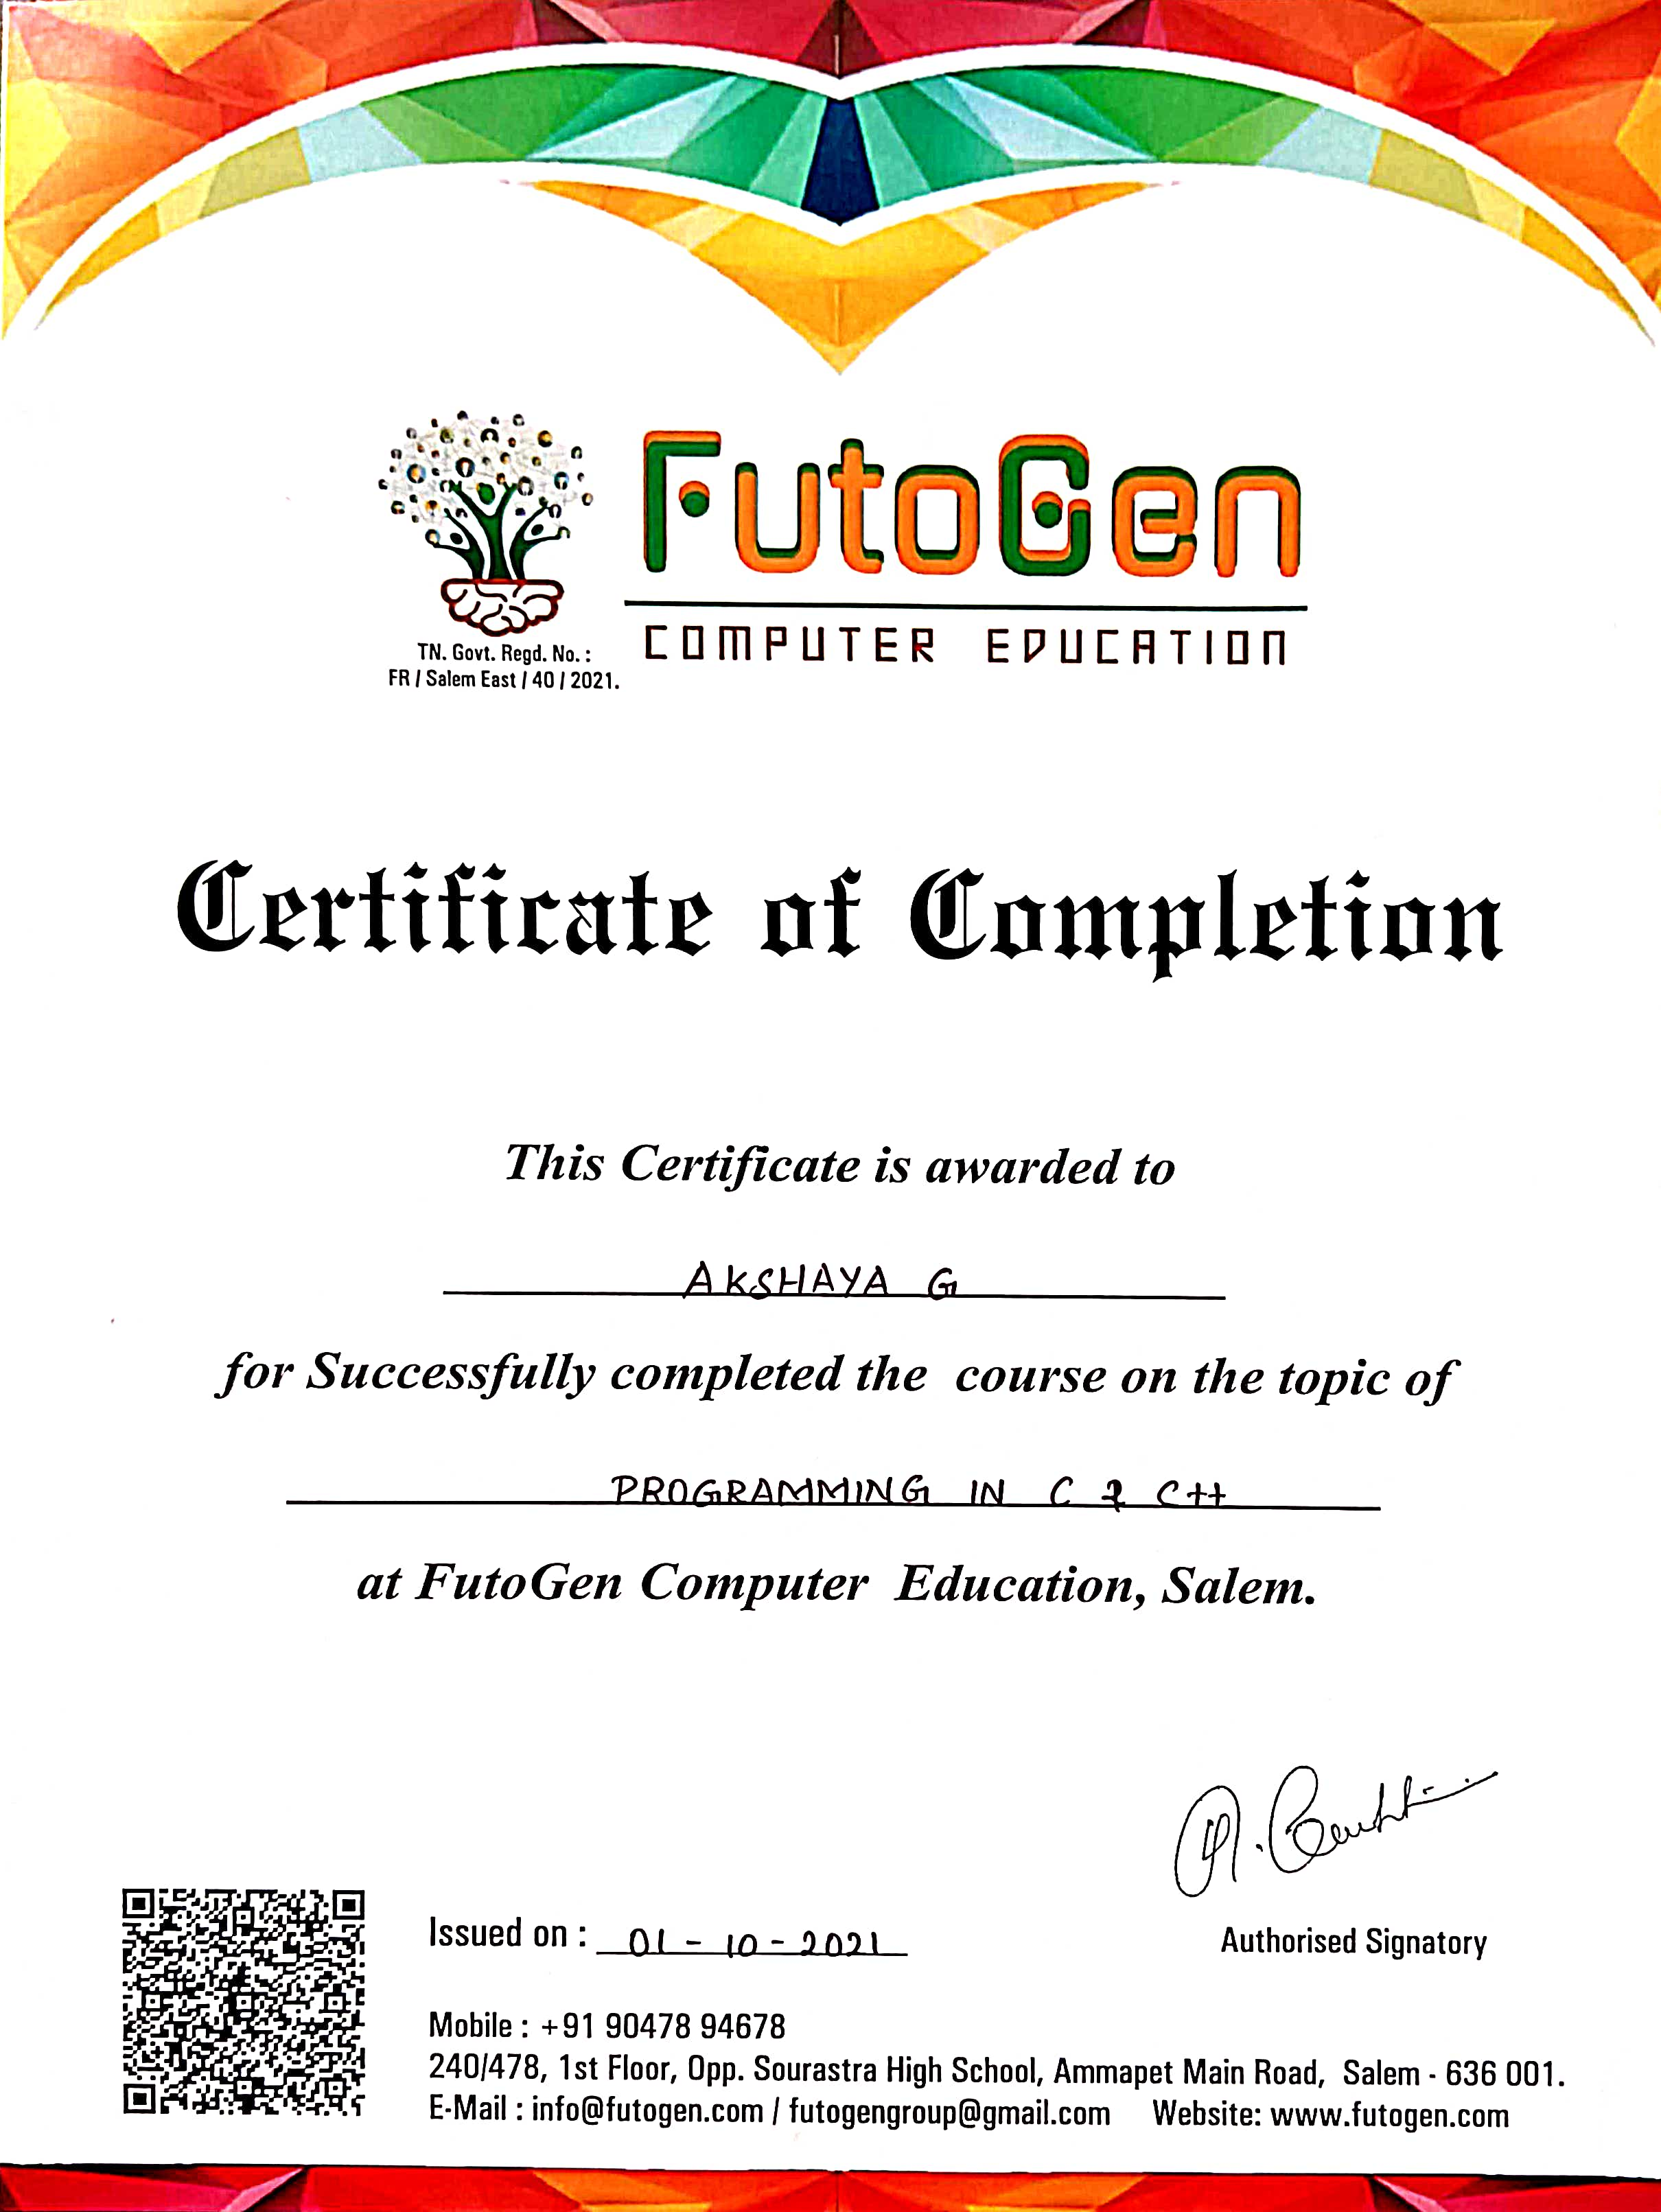 FutoGen
COMPUTER EDUCATION
TN. Govt. Regd. No. :
FR / Salem East / 40 / 2021.
Certificate of Completion
This Certificate is awarded to
AKSHAYA G
for Successfully completed the course on the topic of
PROGRAMMING IN C & C++
at FutoGen Computer Education, Salem.
Issued on : 01 - 10 - 2021
Authorised Signatory
Mobile : +91 90478 94678
240/478, 1st Floor, Opp. Sourastra High School, Ammapet Main Road, Salem - 636 001.
E-Mail : info@futogen.com / futogengroup@gmail.com Website: www.futogen.com